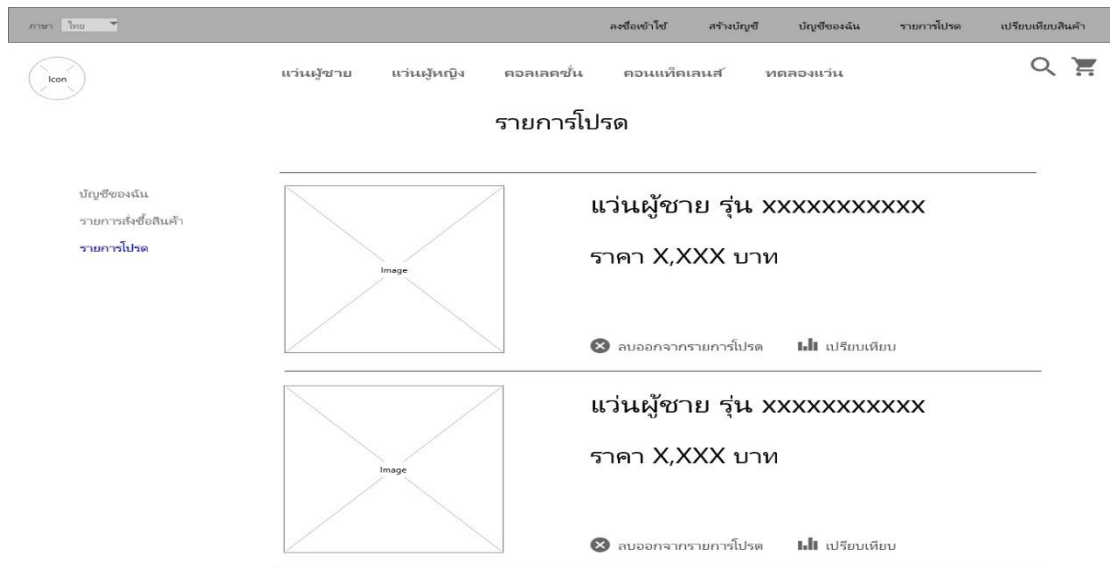 ภาษา ไทย ลงชื่อเข้าใช้ สร้างบัญชี บัญชีของฉัน รายการโปรด เปรียบเทียบสินค้า
Icon แว่นผู้ชาย แว่นผู้หญิง คอลเลคชั่น คอนแท็คเลนส์ ทดลองแว่น
รายการโปรด
บัญชีของฉัน
รายการสั่งซื้อสินค้า
รายการโปรด
Image
แว่นผู้ชาย รุ่น xxxxxxxxxxx
ราคา X,XXX บาท
ลบออกจากรายการโปรด เปรียบเทียบ
Image
แว่นผู้ชาย รุ่น xxxxxxxxxxx
ราคา X,XXX บาท
ลบออกจากรายการโปรด เปรียบเทียบ